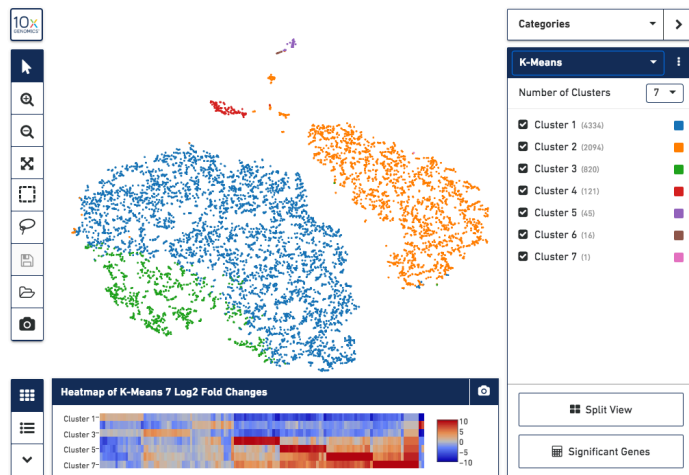 10x
GENOMICS
Categories
K-Means
Number of Clusters 7
Cluster 1 (4334)
Cluster 2 (2094)
Cluster 3 (820)
Cluster 4 (121)
Cluster 5 (45)
Cluster 6 (16)
Cluster 7 (1)
Split View
Significant Genes
Heatmap of K-Means 7 Log2 Fold Changes
Cluster 1
Cluster 3
Cluster 5
Cluster 7
10
5
0
−5
−10